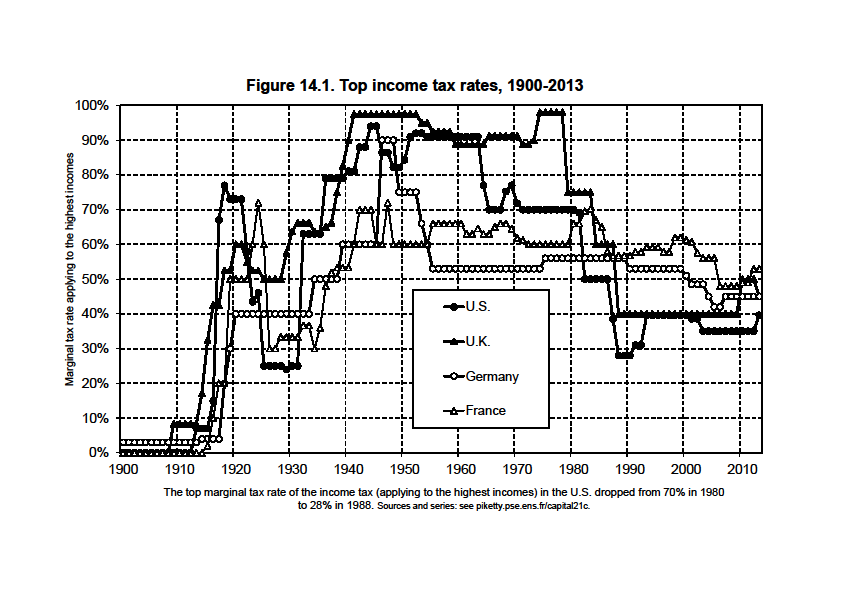 Figure 14.1. Top income tax rates, 1900-2013
100%
90%
80%
70%
60%
50%
40%
30%
20%
10%
0%
Marginal tax rate applying to the highest incomes
U.S.
U.K.
Germany
France
1900 1910 1920 1930 1940 1950 1960 1970 1980 1990 2000 2010
The top marginal tax rate of the income tax (applying to the highest incomes) in the U.S. dropped from 70% in 1980
to 28% in 1988. Sources and series: see piketty.pse.ens.fr/capital21c.